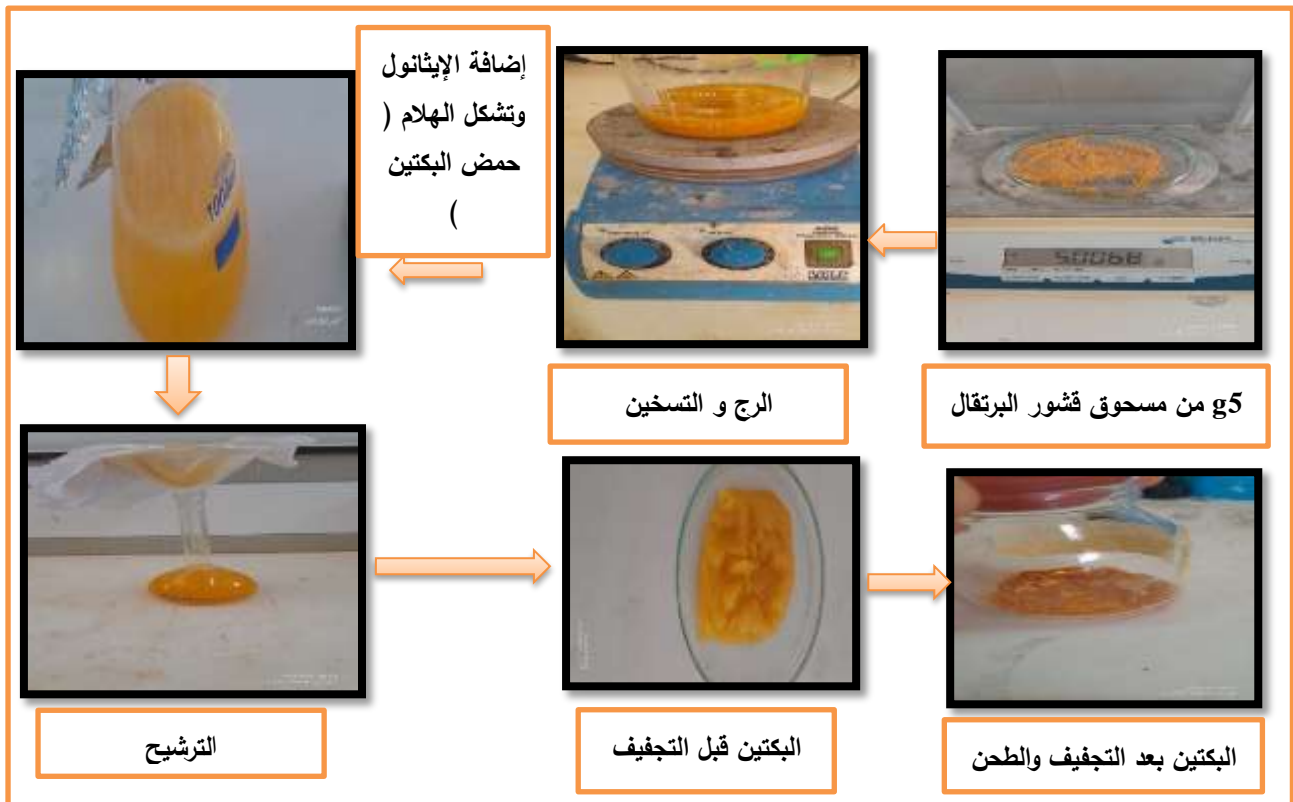 g5 من مسحوق قشور البرتقال
الرج و التسخين
إضافة الإيثانول
وتشكل الهلام (
حمض البكتين
)
الترشيح
البكتين قبل التجفيف
البكتين بعد التجفيف والطحن